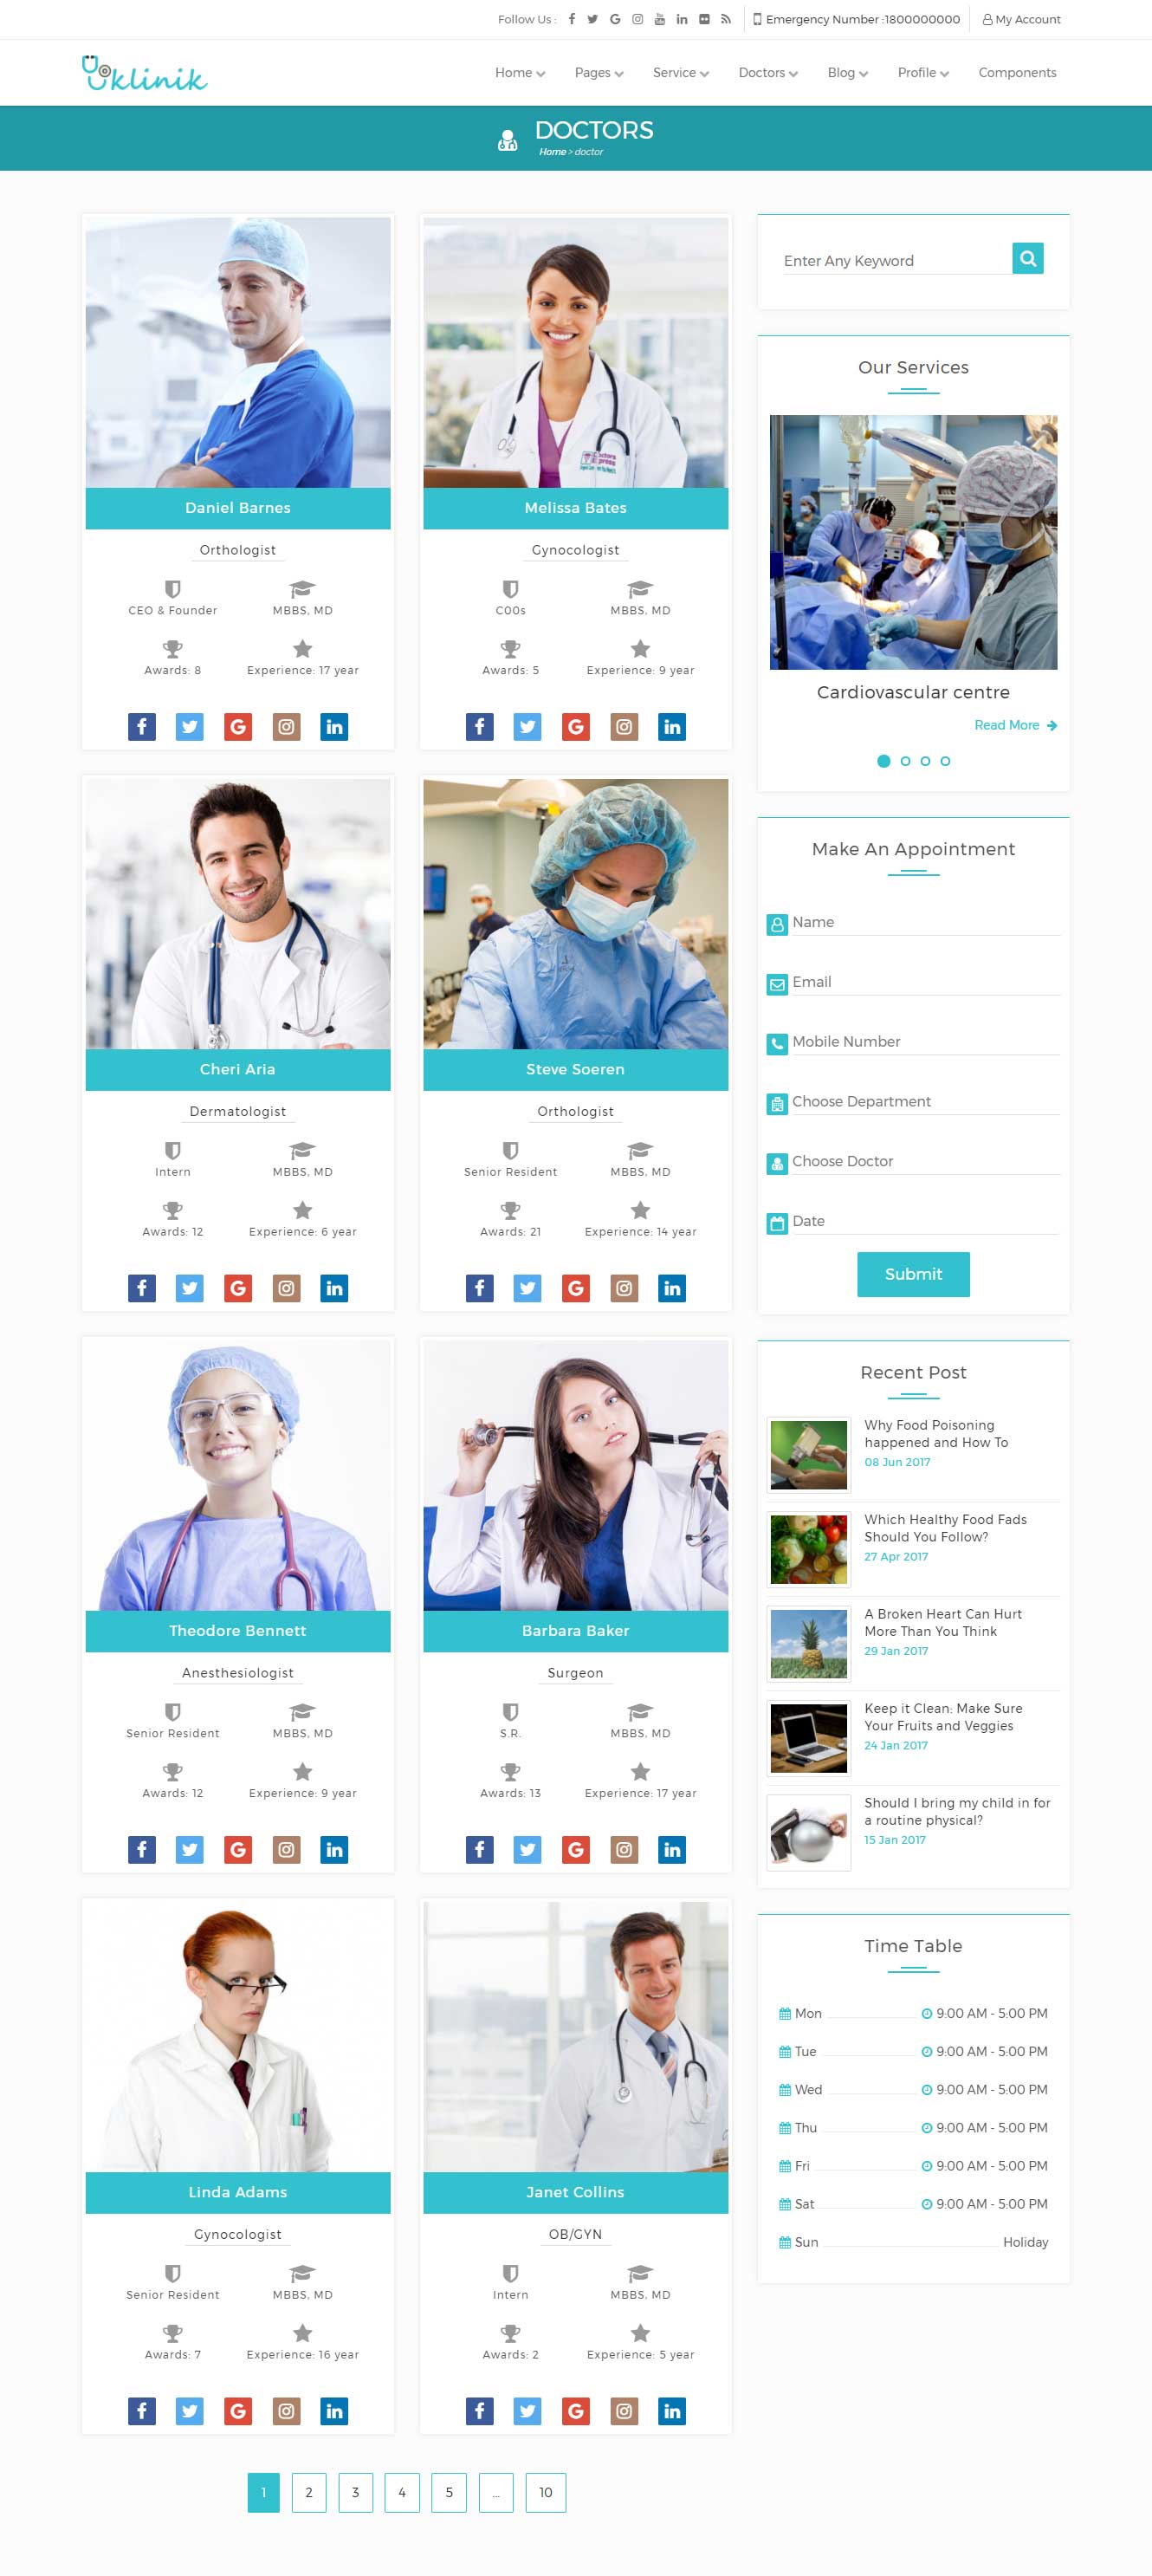 Follow Us :
Emergency Number :1800000000
My Account
klinik
Home
Pages
Service
Doctors
Blog
Profile
Components
DOCTORS
Home > doctor
Daniel Barnes
Orthologist
CEO & Founder
MBBS, MD
Awards: 8
Experience: 17 year
Melissa Bates
Gynocologist
C00s
MBBS, MD
Awards: 5
Experience: 9 year
Cheri Aria
Dermatologist
Intern
MBBS, MD
Awards: 12
Experience: 6 year
Steve Soeren
Orthologist
Senior Resident
MBBS, MD
Awards: 21
Experience: 14 year
Theodore Bennett
Anesthesiologist
Senior Resident
MBBS, MD
Awards: 12
Experience: 9 year
Barbara Baker
Surgeon
S.R.
MBBS, MD
Awards: 13
Experience: 17 year
Linda Adams
Gynocologist
Senior Resident
MBBS, MD
Awards: 7
Experience: 16 year
Janet Collins
OB/GYN
Intern
MBBS, MD
Awards: 2
Experience: 5 year
1
2
3
4
5
...
10
Enter Any Keyword
Our Services
Cardiovascular centre
Read More
Make An Appointment
Name
Email
Mobile Number
Choose Department
Choose Doctor
Date
Submit
Recent Post
Why Food Poisoning
happened and How To
08 Jun 2017
Which Healthy Food Fads
Should You Follow?
27 Apr 2017
A Broken Heart Can Hurt
More Than You Think
29 Jan 2017
Keep it Clean: Make Sure
Your Fruits and Veggies
24 Jan 2017
Should I bring my child in for
a routine physical?
15 Jan 2017
Time Table
Mon 9:00 AM - 5:00 PM
Tue 9:00 AM - 5:00 PM
Wed 9:00 AM - 5:00 PM
Thu 9:00 AM - 5:00 PM
Fri 9:00 AM - 5:00 PM
Sat 9:00 AM - 5:00 PM
Sun Holiday